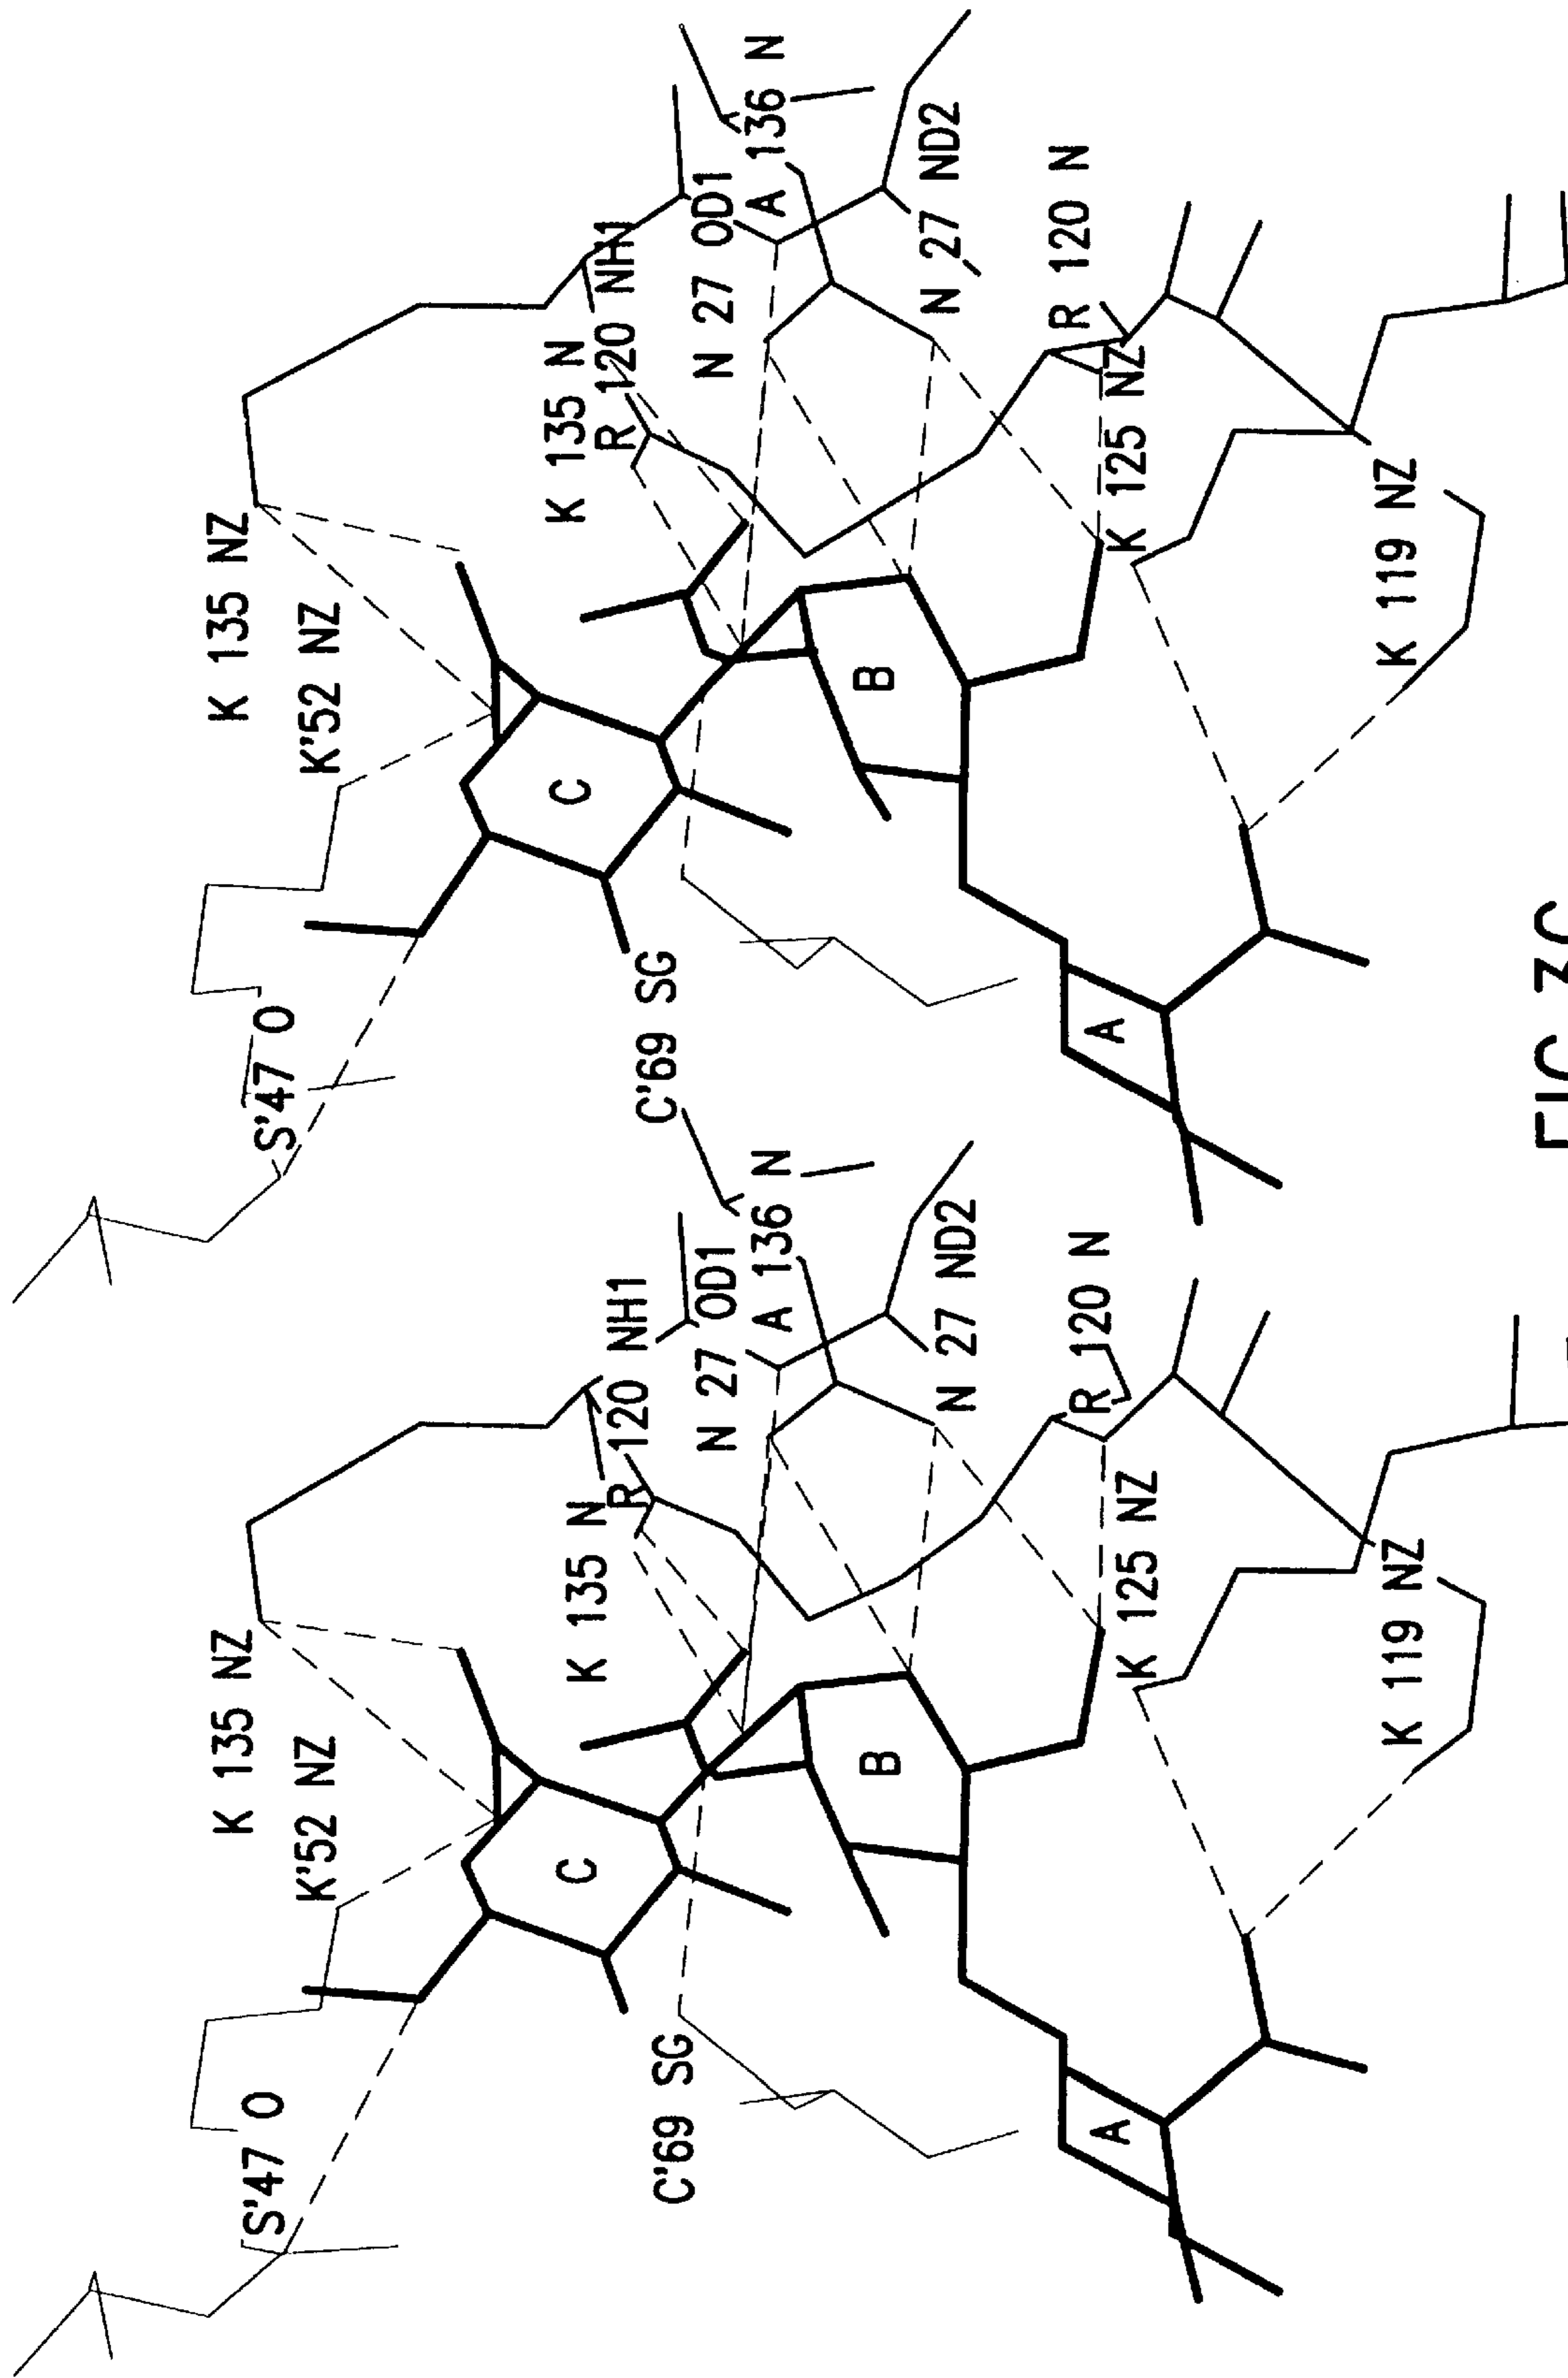 K 135 NZ
S'47 O
K'52 NZ
C
K 135 N
R 120 NH1
C'69 SG
N 27 OD1
A 136 N
B
N 27 ND2
R 120 N
A
K 125 NZ
K 119 NZ
K 135 NZ
S'47 O
K'52 NZ
C
K 135 N
R 120 NH1
C'69 SG
N 27 OD1
A 136 N
B
N 27 ND2
R 120 N
A
K 125 NZ
K 119 NZ